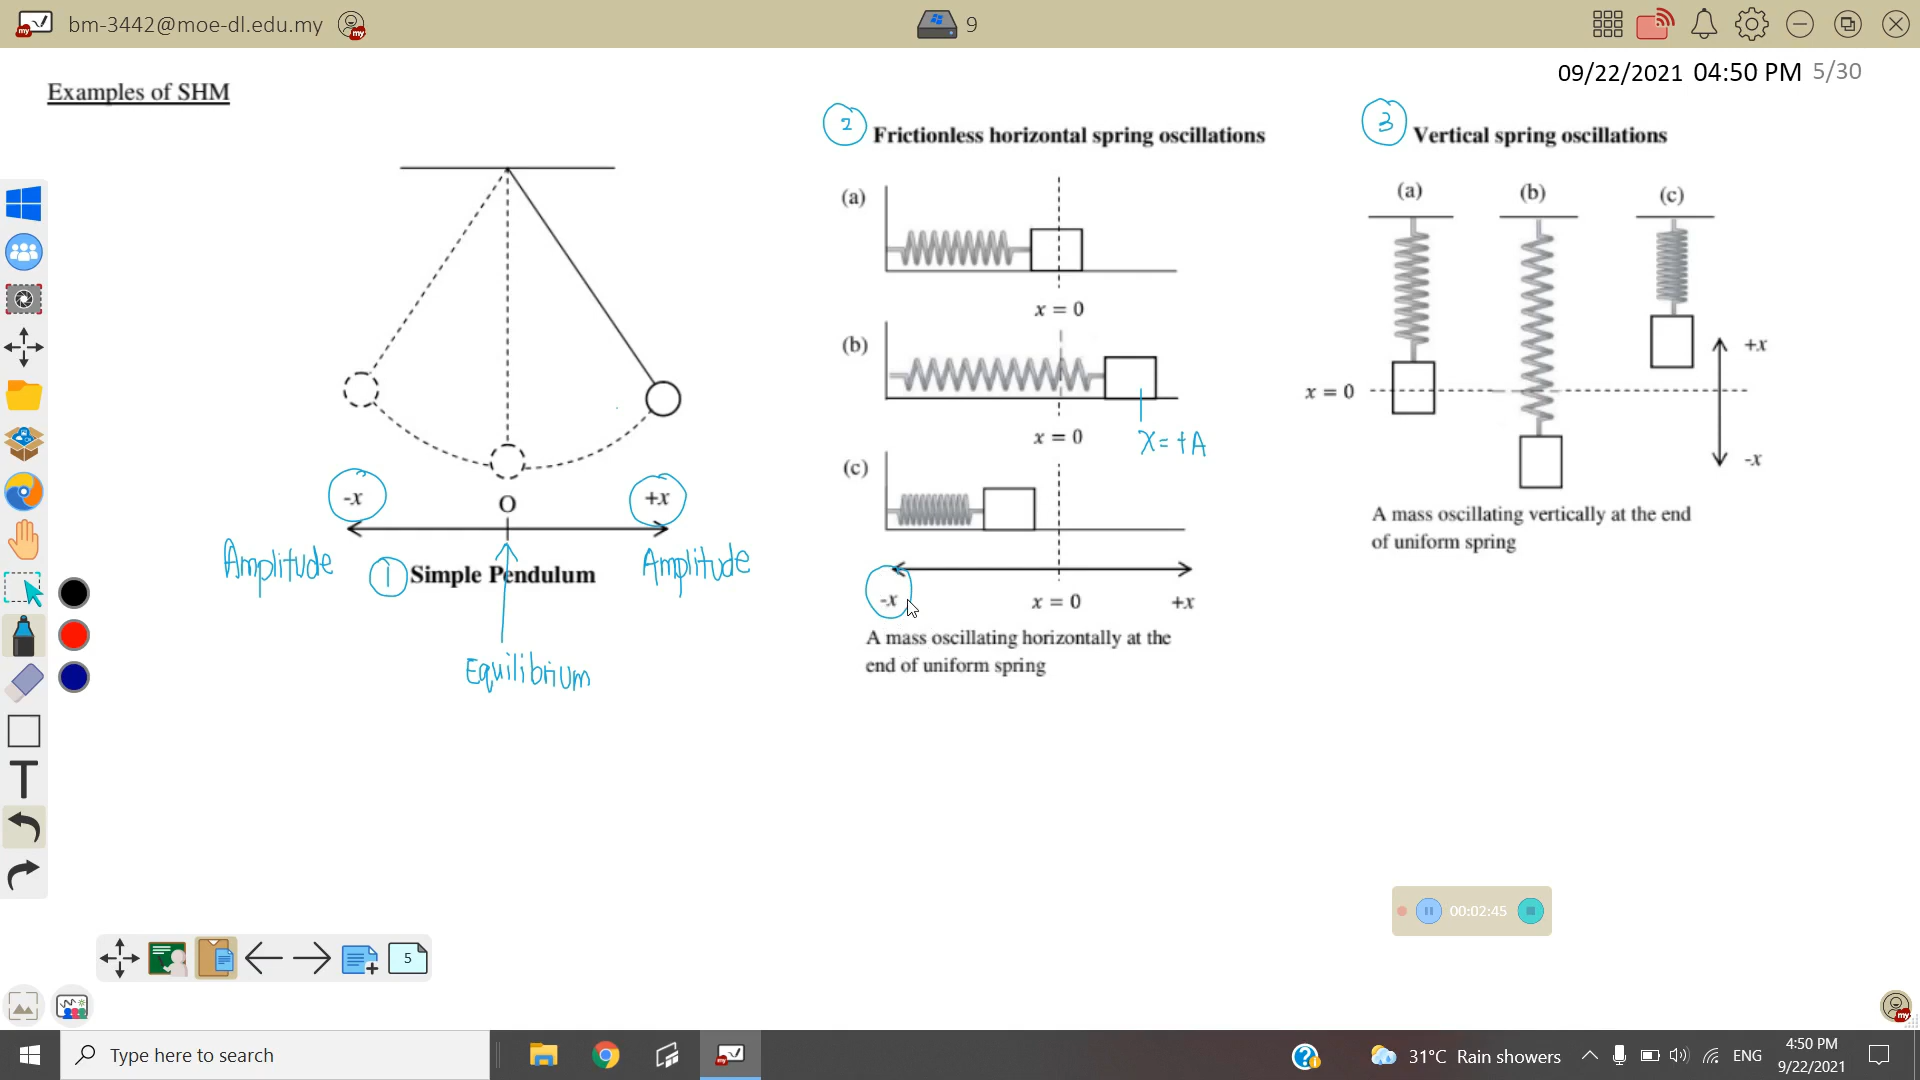 bm-3442@moe-dl.edu.my
9
09/22/2021 04:50 PM 5/30
Examples of SHM
-x
O
+x
Amplitude
Amplitude
1 Simple Pendulum
Equilibrium
2 Frictionless horizontal spring oscillations
(a)
x = 0
(b)
x = 0
x = +A
(c)
-x
x = 0
+x
A mass oscillating horizontally at the
end of uniform spring
3 Vertical spring oscillations
(a) (b) (c)
+x
x = 0
-x
A mass oscillating vertically at the end
of uniform spring
00:02:45
5
Type here to search
31°C Rain showers
ENG
4:50 PM
9/22/2021